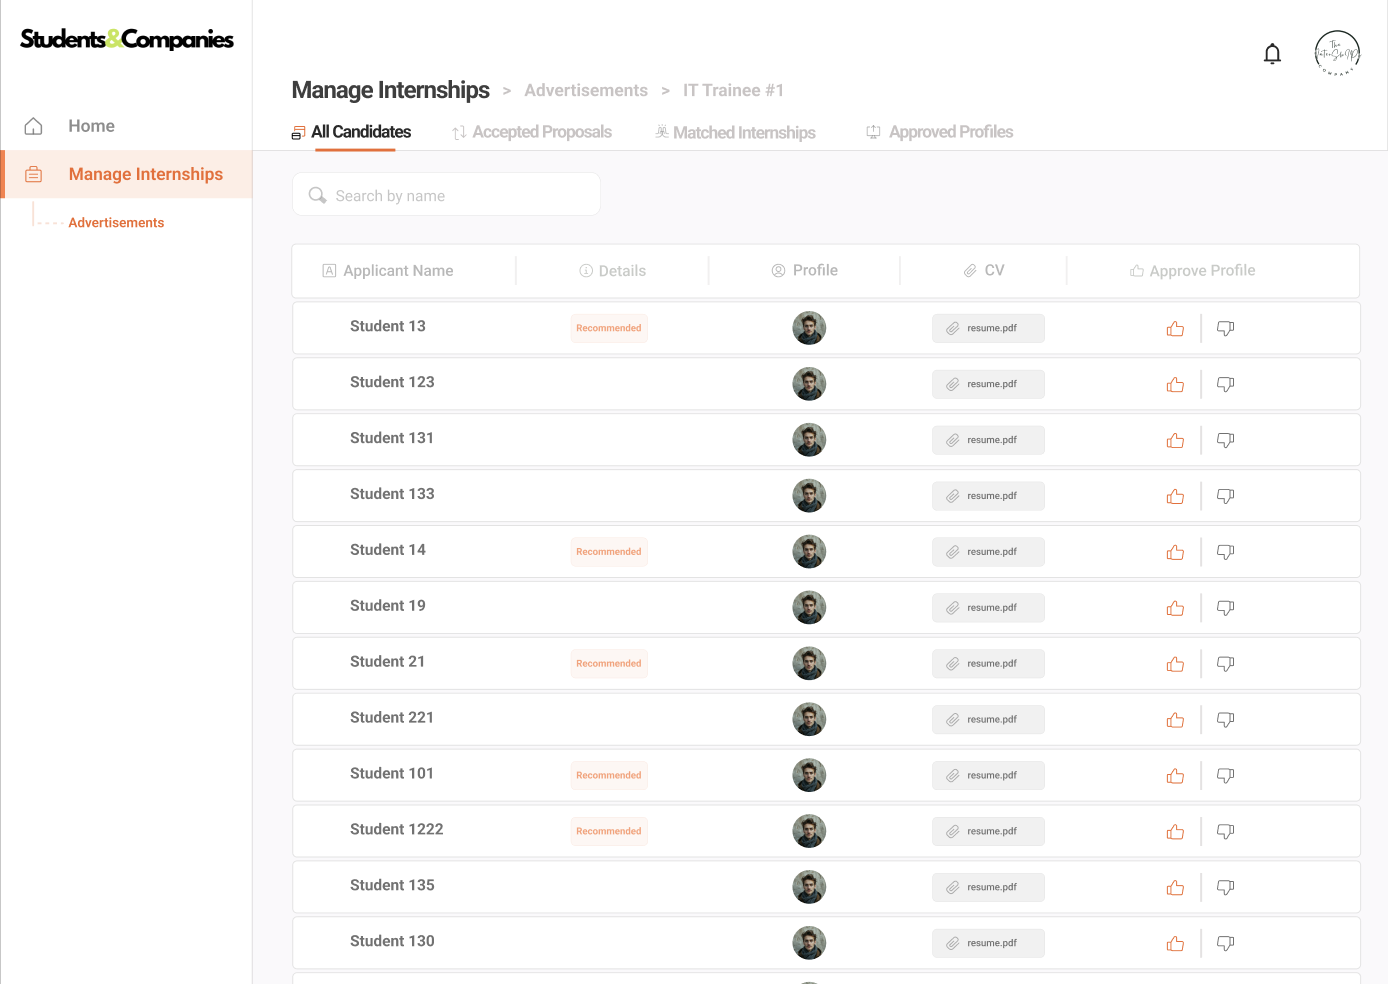 Students&Companies
The
InternShIP
COMPANY
Manage Internships > Advertisements > IT Trainee #1
Home
All Candidates Accepted Proposals Matched Internships Approved Profiles
Manage Internships
Search by name
Advertisements
Applicant Name Details Profile CV Approve Profile
Student 13 Recommended resume.pdf
Student 123 resume.pdf
Student 131 resume.pdf
Student 133 resume.pdf
Student 14 Recommended resume.pdf
Student 19 resume.pdf
Student 21 Recommended resume.pdf
Student 221 resume.pdf
Student 101 Recommended resume.pdf
Student 1222 Recommended resume.pdf
Student 135 resume.pdf
Student 130 resume.pdf